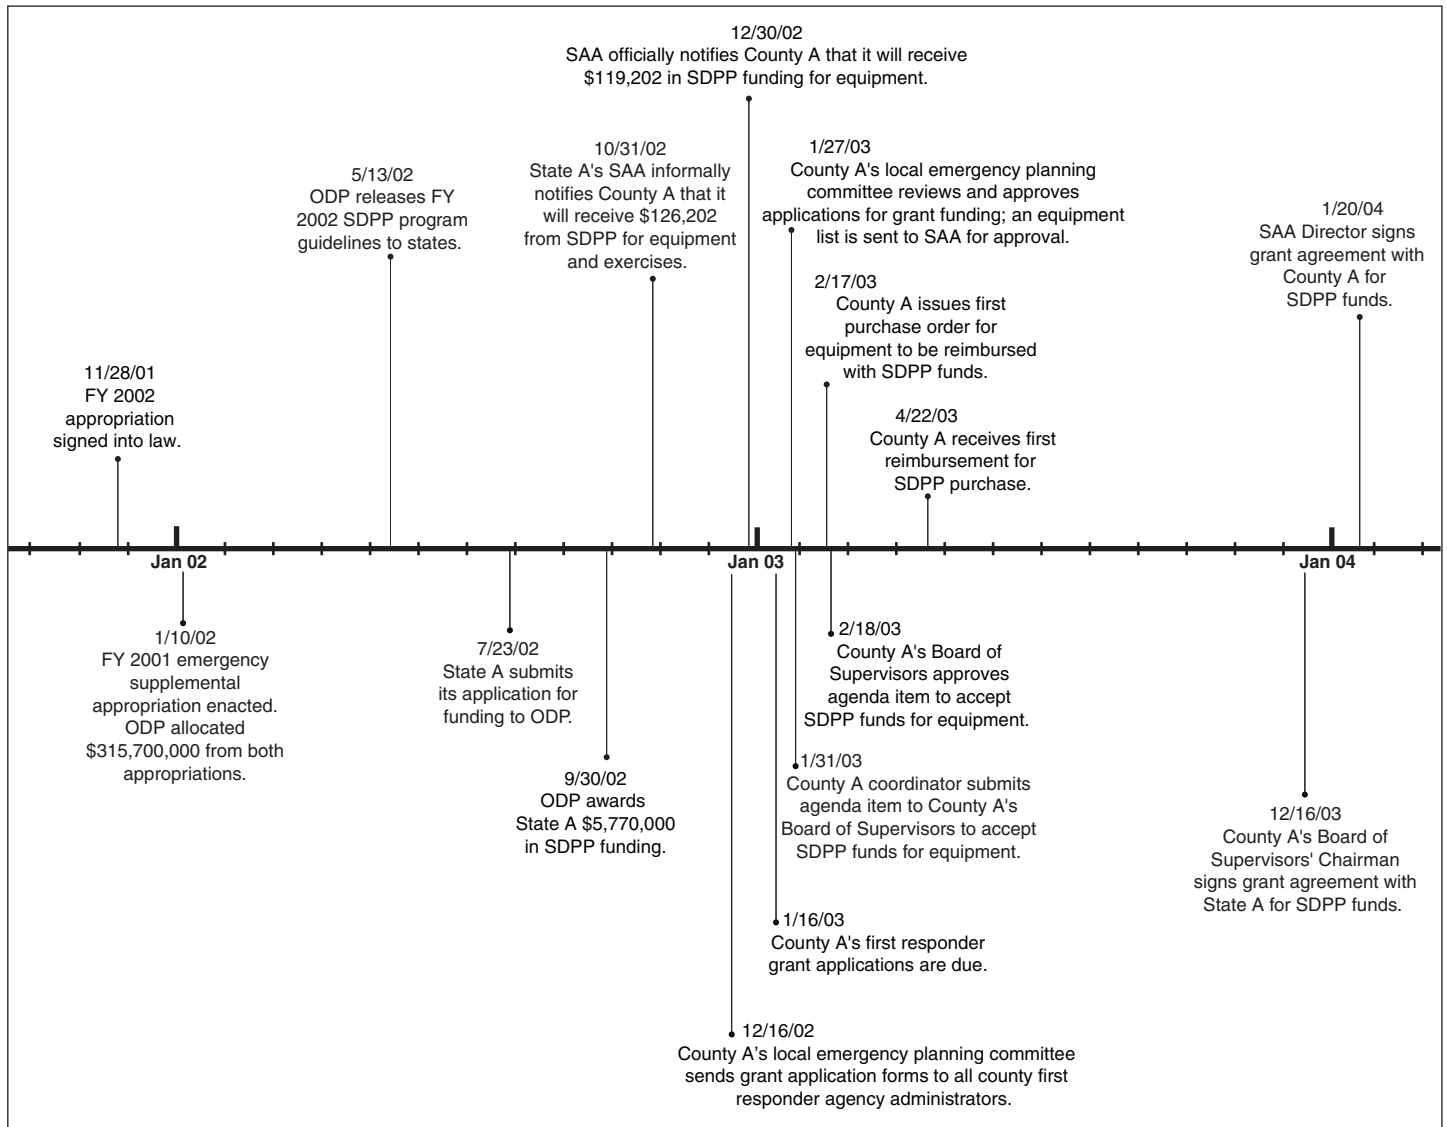 12/30/02
SAA officially notifies County A that it will receive
$119,202 in SDPP funding for equipment.
10/31/02
State A's SAA informally
notifies County A that it
will receive $126,202
from SDPP for equipment
and exercises.
1/27/03
County A's local emergency planning
committee reviews and approves
applications for grant funding; an equipment
list is sent to SAA for approval.
5/13/02
ODP releases FY
2002 SDPP program
guidelines to states.
1/20/04
SAA Director signs
grant agreement with
County A for
SDPP funds.
2/17/03
County A issues first
purchase order for
equipment to be reimbursed
with SDPP funds.
11/28/01
FY 2002
appropriation
signed into law.
4/22/03
County A receives first
reimbursement for
SDPP purchase.
Jan 02
Jan 03
Jan 04
1/10/02
FY 2001 emergency
supplemental
appropriation enacted.
ODP allocated
$315,700,000 from both
appropriations.
7/23/02
State A submits
its application for
funding to ODP.
2/18/03
County A's Board of
Supervisors approves
agenda item to accept
SDPP funds for equipment.
9/30/02
ODP awards
State A $5,770,000
in SDPP funding.
1/31/03
County A coordinator submits
agenda item to County A's
Board of Supervisors to accept
SDPP funds for equipment.
12/16/03
County A's Board of
Supervisors' Chairman
signs grant agreement with
State A for SDPP funds.
1/16/03
County A's first responder
grant applications are due.
12/16/02
County A's local emergency planning committee
sends grant application forms to all county first
responder agency administrators.